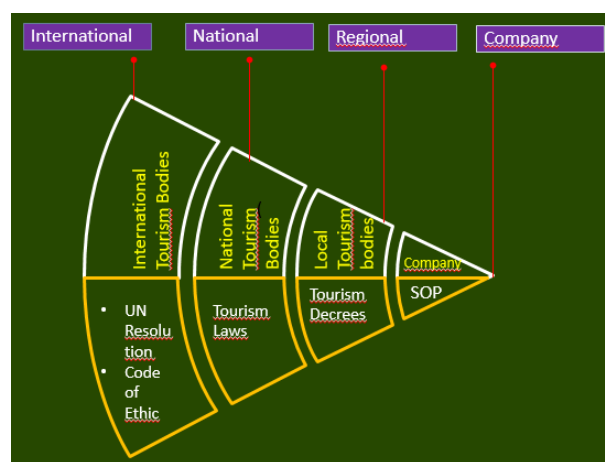 International
National
Regional
Company
International
Tourism Bodies
National
Tourism(
Bodies
Local
Tourism
bodies
Company
• UN
Resolu
tion
• Code
of
Ethic
Tourism
Laws
Tourism
Decrees
SOP